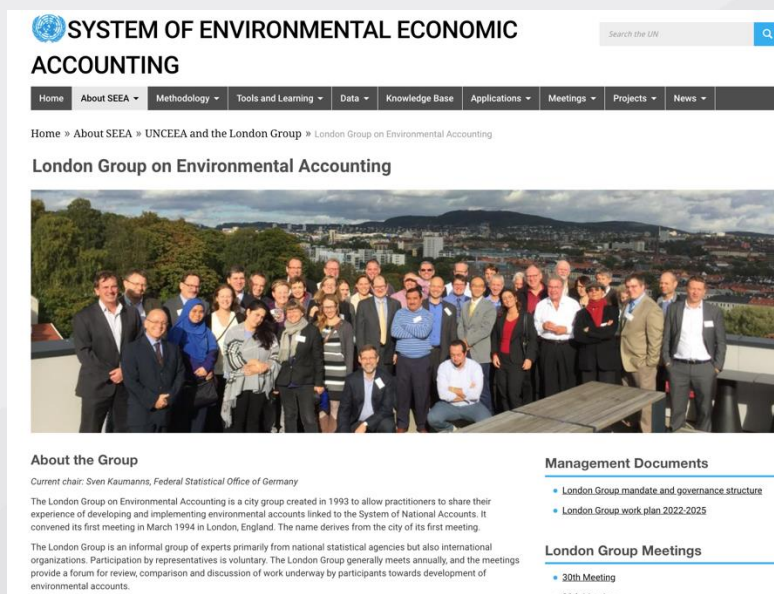 SYSTEM OF ENVIRONMENTAL ECONOMIC
ACCOUNTING
Search the UN
Home About SEEA Methodology Tools and Learning Data Knowledge Base Applications Meetings Projects News
Home » About SEEA » UNCEEA and the London Group » London Group on Environmental Accounting
London Group on Environmental Accounting
About the Group
Current chair: Sven Kaumanns, Federal Statistical Office of Germany
The London Group on Environmental Accounting is a city group created in 1993 to allow practitioners to share their
experience of developing and implementing environmental accounts linked to the System of National Accounts. It
convened its first meeting in March 1994 in London, England. The name derives from the city of its first meeting.
The London Group is an informal group of experts primarily from national statistical agencies but also international
organizations. Participation by representatives is voluntary. The London Group generally meets annually, and the meetings
provide a forum for review, comparison and discussion of work underway by participants towards development of
environmental accounts.
Management Documents
London Group mandate and governance structure
London Group work plan 2022-2025
London Group Meetings
30th Meeting